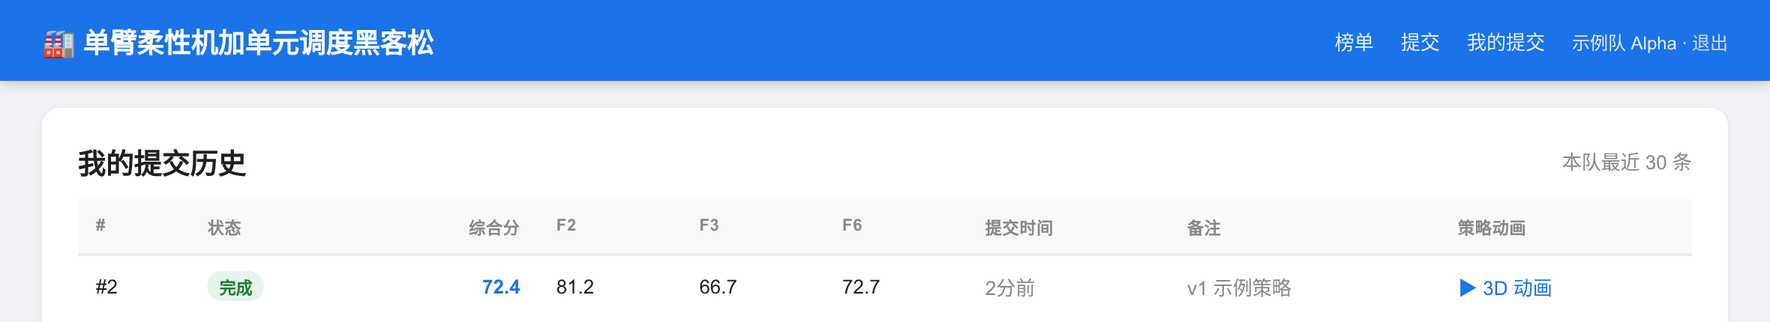 单臂柔性机加单元调度黑客松
榜单 提交 我的提交 示例队 Alpha · 退出
我的提交历史
本队最近 30 条
# 状态 综合分 F2 F3 F6 提交时间 备注 策略动画
#2 完成 72.4 81.2 66.7 72.7 2分前 v1 示例策略 ▶ 3D 动画